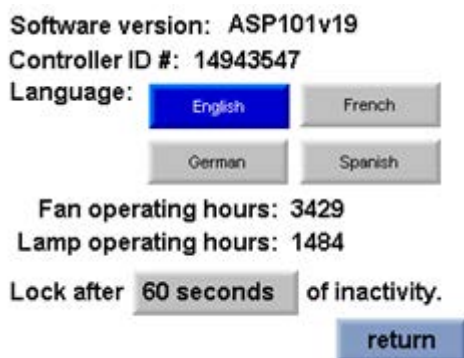 Software version: ASP101v19
Controller ID #: 14943547
Language:
English French
German Spanish
Fan operating hours: 3429
Lamp operating hours: 1484
Lock after 60 seconds of inactivity.
return